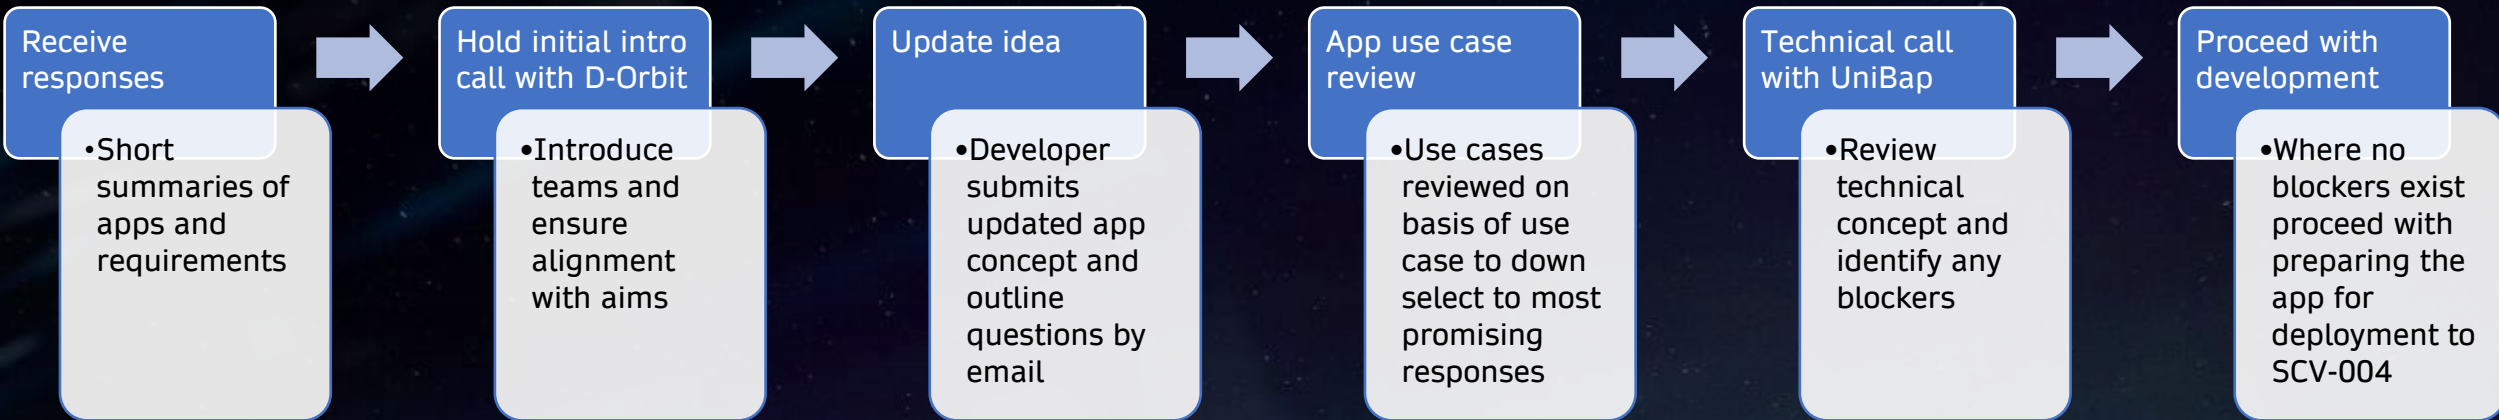 Receive
responses
•Short
summaries of
apps and
requirements
Hold initial intro
call with D-Orbit
•Introduce
teams and
ensure
alignment
with aims
Update idea
•Developer
submits
updated app
concept and
outline
questions by
email
App use case
review
•Use cases
reviewed on
basis of use
case to down
select to most
promising
responses
Technical call
with UniBap
•Review
technical
concept and
identify any
blockers
Proceed with
development
•Where no
blockers exist
proceed with
preparing the
app for
deployment to
SCV-004